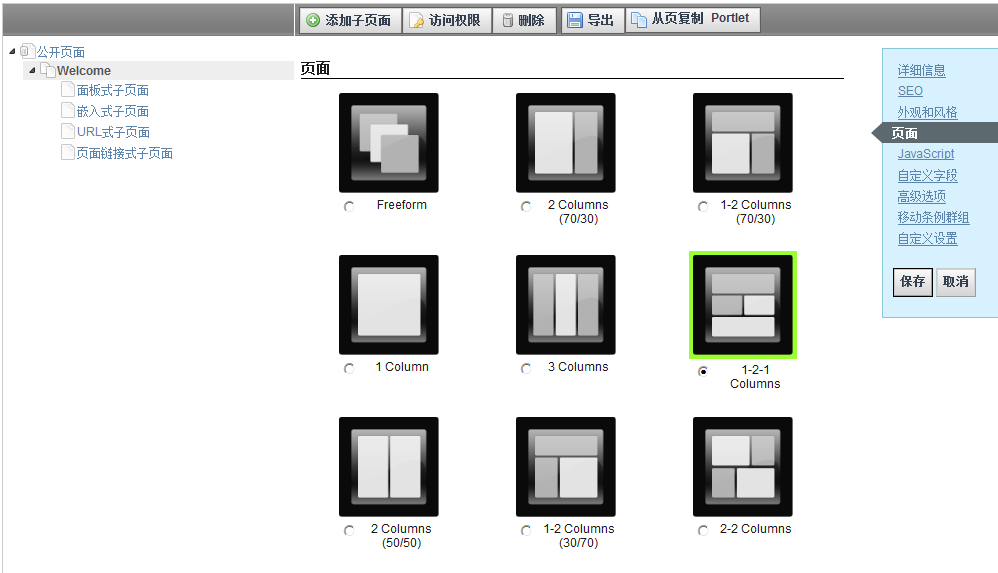 添加子页面 访问权限 删除 导出 从页复制 Portlet
公开页面
Welcome
面板式子页面
嵌入式子页面
URL式子页面
页面链接式子页面
页面
Freeform
2 Columns
(70/30)
1-2 Columns
(70/30)
1 Column
3 Columns
1-2-1
Columns
2 Columns
(50/50)
1-2 Columns
(30/70)
2-2 Columns
详细信息
SEO
外观和风格
页面
JavaScript
自定义字段
高级选项
移动条例群组
自定义设置
保存 取消